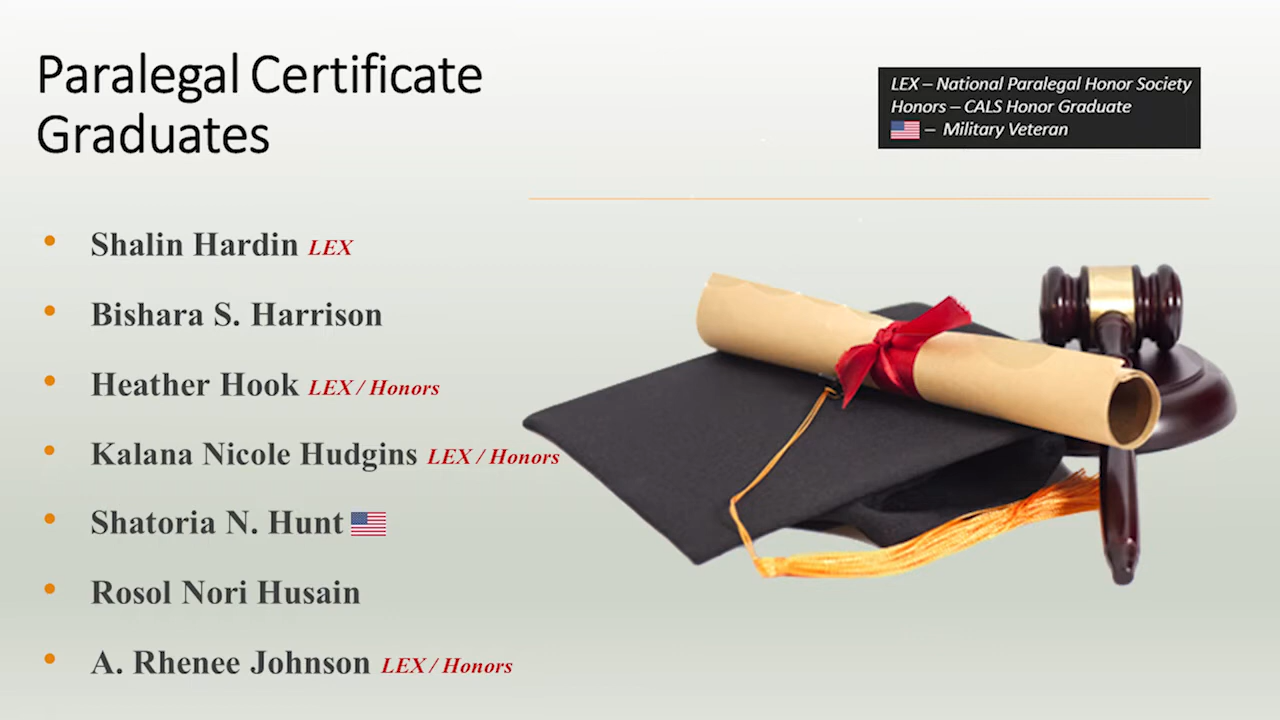 Paralegal Certificate
Graduates
LEX – National Paralegal Honor Society
Honors – CALS Honor Graduate
– Military Veteran
• Shalin Hardin LEX
• Bishara S. Harrison
• Heather Hook LEX / Honors
• Kalana Nicole Hudgins LEX / Honors
• Shatoria N. Hunt
• Rosol Nori Husain
• A. Rhenee Johnson LEX / Honors